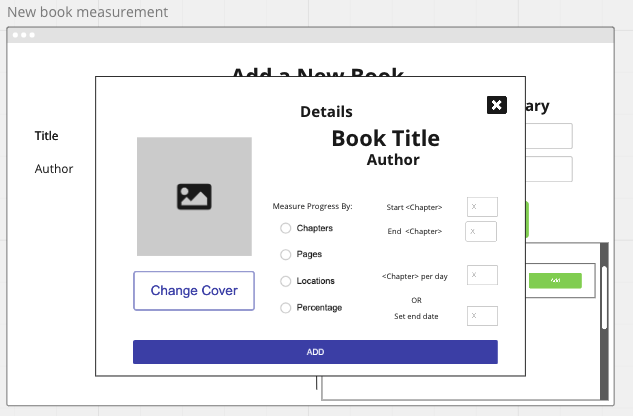 New book measurement
Add a New Book
Details
ary
Book Title
Author
Title
Author
Measure Progress By:
Chapters
Pages
Locations
Percentage
Start <Chapter>
X
End <Chapter>
X
<Chapter> per day
X
OR
Set end date
X
Change Cover
Add
ADD